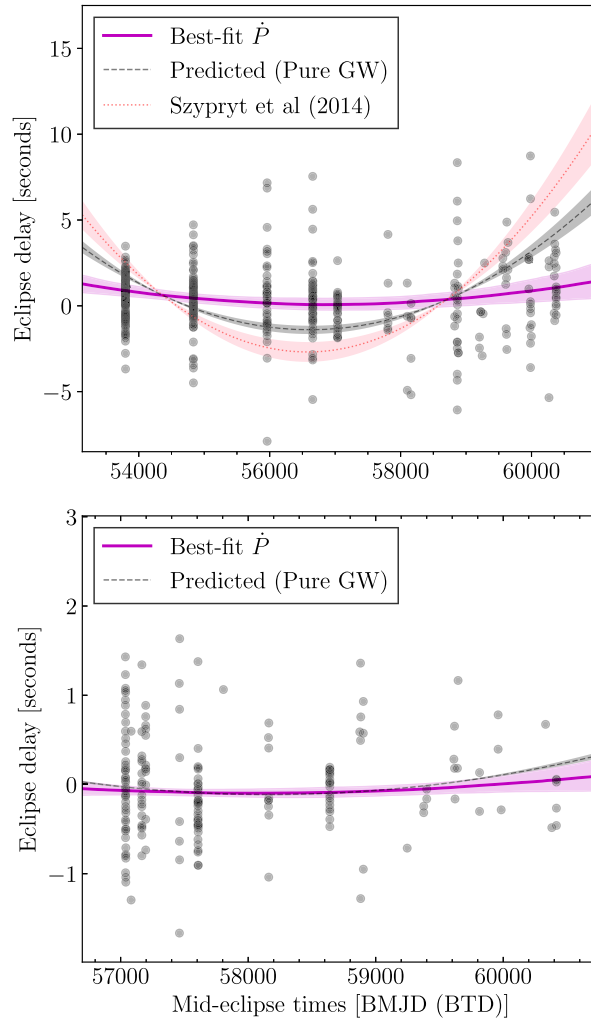 15
10
5
0
−5
Eclipse delay [seconds]
Best-fit Ṗ
Predicted (Pure GW)
Szypryt et al (2014)
54000 56000 58000 60000
3
2
1
0
−1
Eclipse delay [seconds]
Best-fit Ṗ
Predicted (Pure GW)
57000 58000 59000 60000
Mid-eclipse times [BMJD (BTD)]